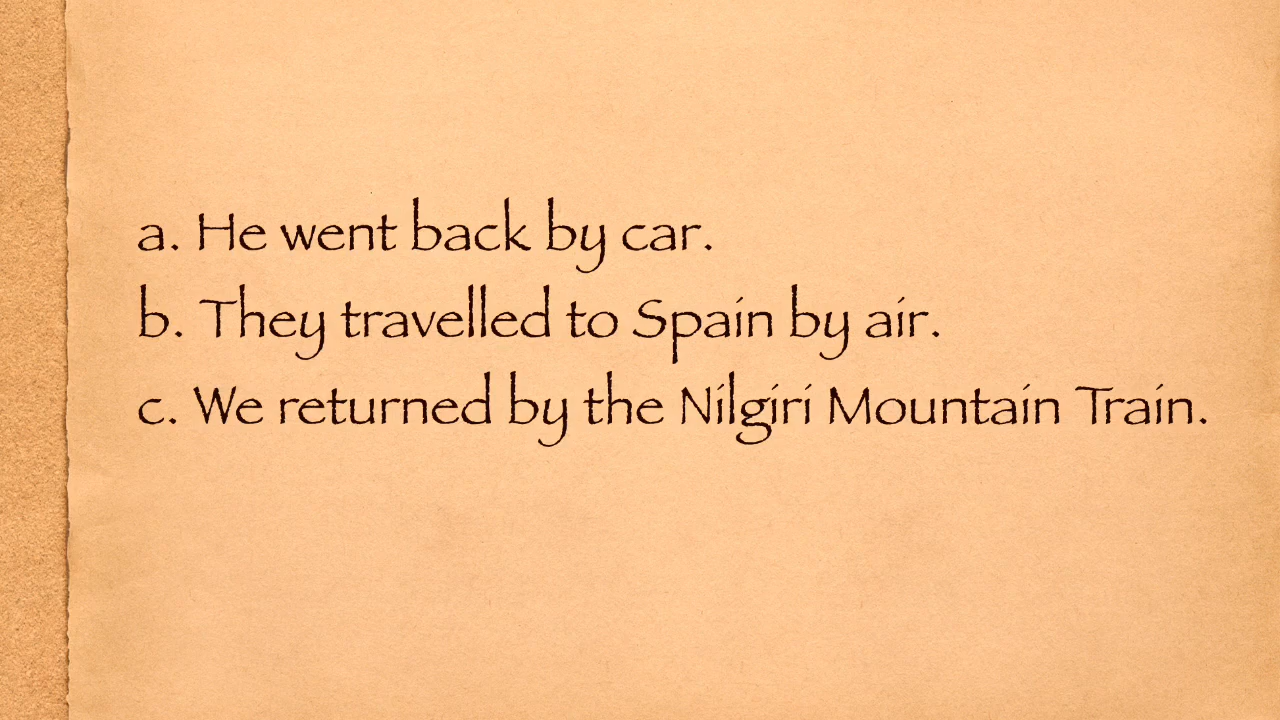 a. He went back by car.
b. They travelled to Spain by air.
c. We returned by the Nilgiri Mountain Train.